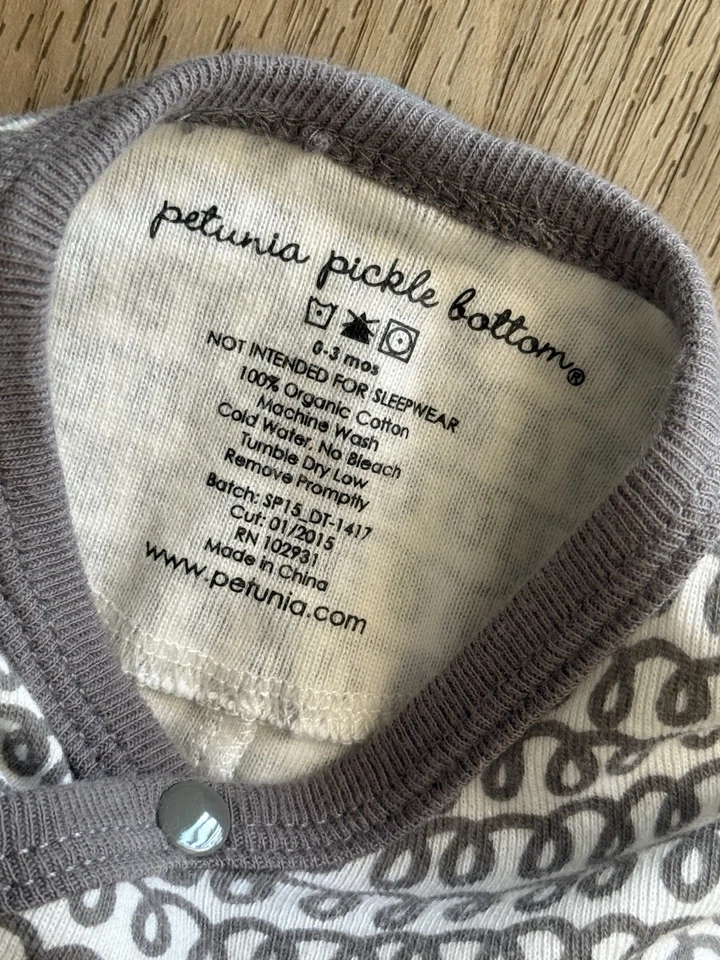 petunia pickle bottom®
0-3 mos
NOT INTENDED FOR SLEEPWEAR
100% Organic Cotton
Machine Wash
Cold Water, No Bleach
Tumble Dry Low
Remove Promptly
Batch: SP15_DT-1417
Cut: 01/2015
RN 102931
Made in China
www.petunia.com